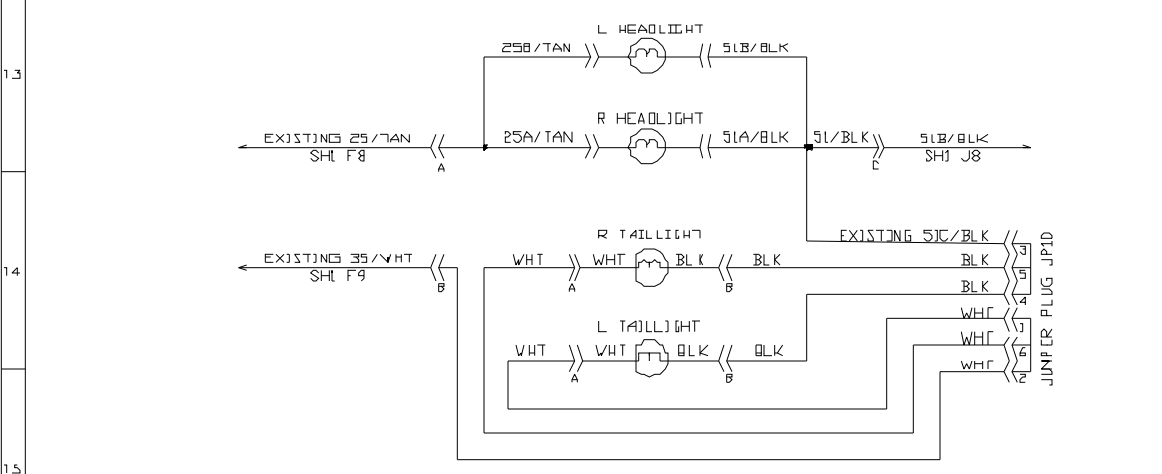 L HEADLIGHT
25B/TAN
51B/BLK
13
R HEADLIGHT
EXISTING 25/TAN
25A/TAN
51A/BLK
51/BLK
51B/BLK
SH1 F8
SH1 J8
A
C
R TAILLIGHT
EXISTING 51C/BLK
3
EXISTING 35/WHT
WHT
WHT
BLK
BLK
BLK
14
SH1 F9
5
B
A
B
BLK
4
WHT
1
L TAILLIGHT
WHT
WHT
BLK
BLK
WHT
6
WHT
A
B
2
JUMPER PLUG JP1D
15